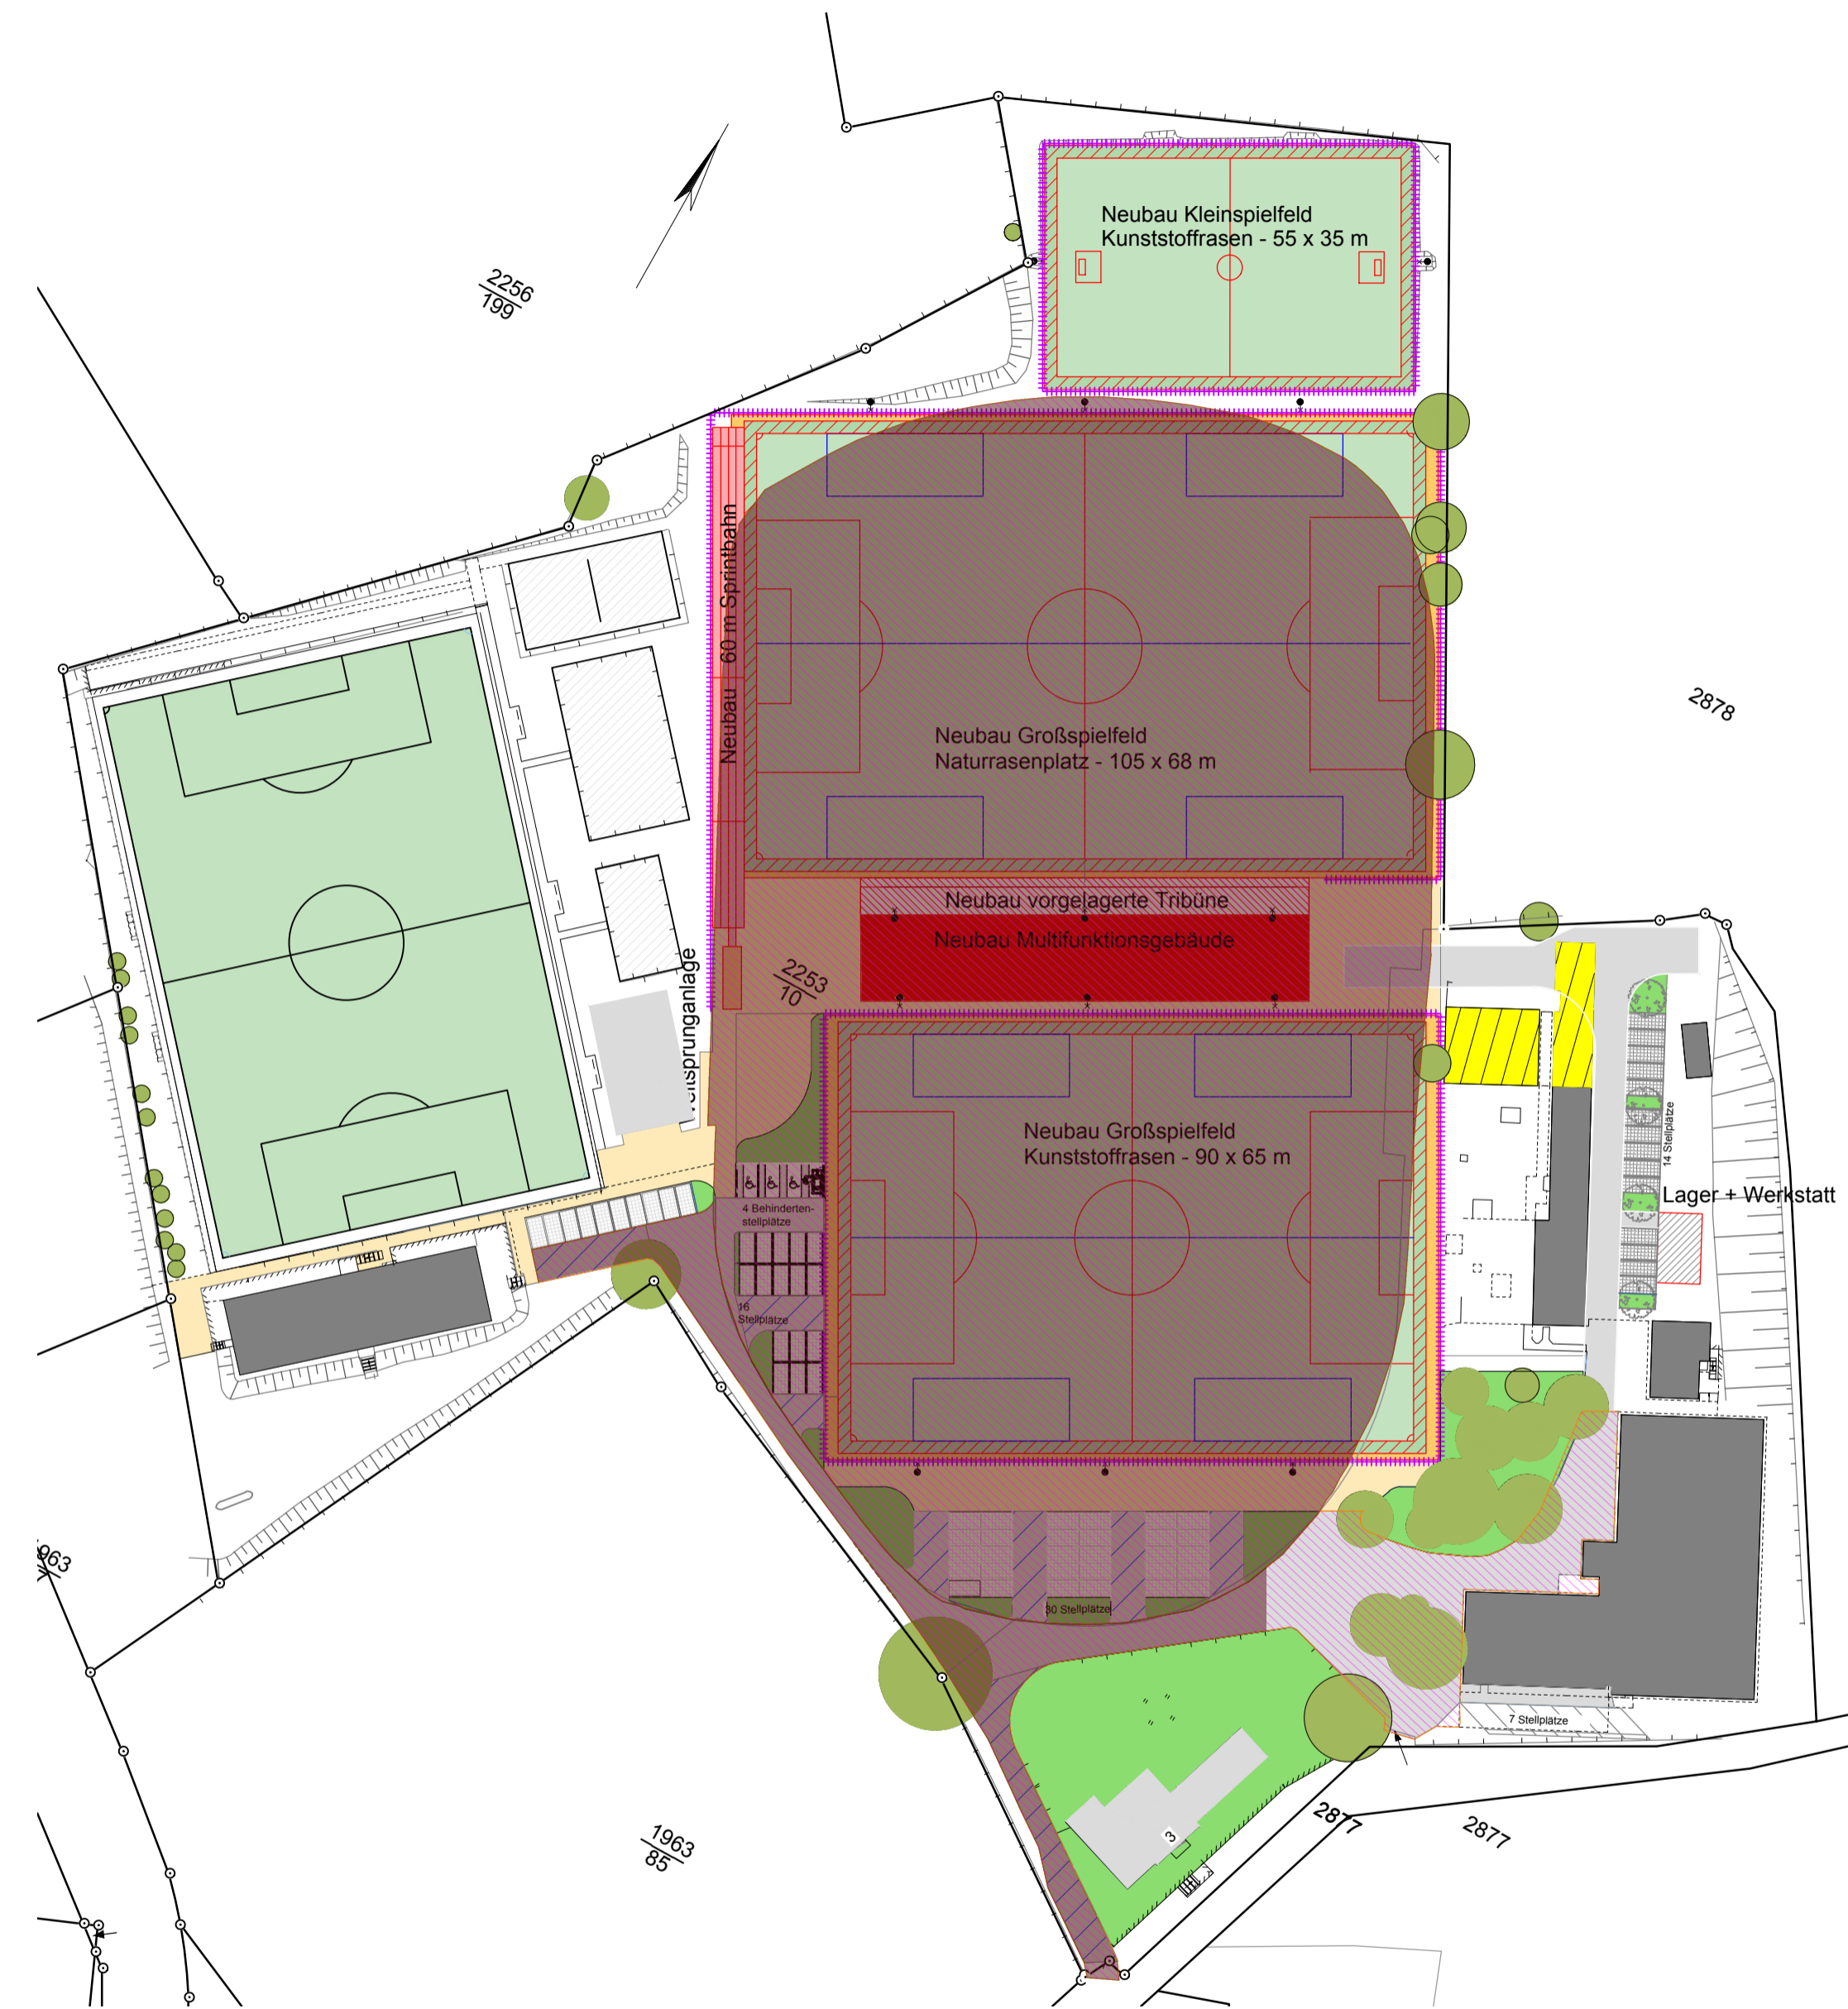 Neubau Kleinspielfeld
Kunststoffrasen - 55 x 35 m
2256
199
Neubau 60 m Sprintbahn
2878
Neubau Großspielfeld
Naturrasenplatz - 105 x 68 m
Neubau vorgelagerte Tribüne
Neubau Multifunktionsgebäude
2253
10
Neubau Großspielfeld
Kunststoffrasen - 90 x 65 m
14 Stellplätze
Lager + Werkstatt
4 Behinderten-
stellplätze
16
Stellplätze
30 Stellplätze
7 Stellplätze
963
3
2877
2877
1963
85